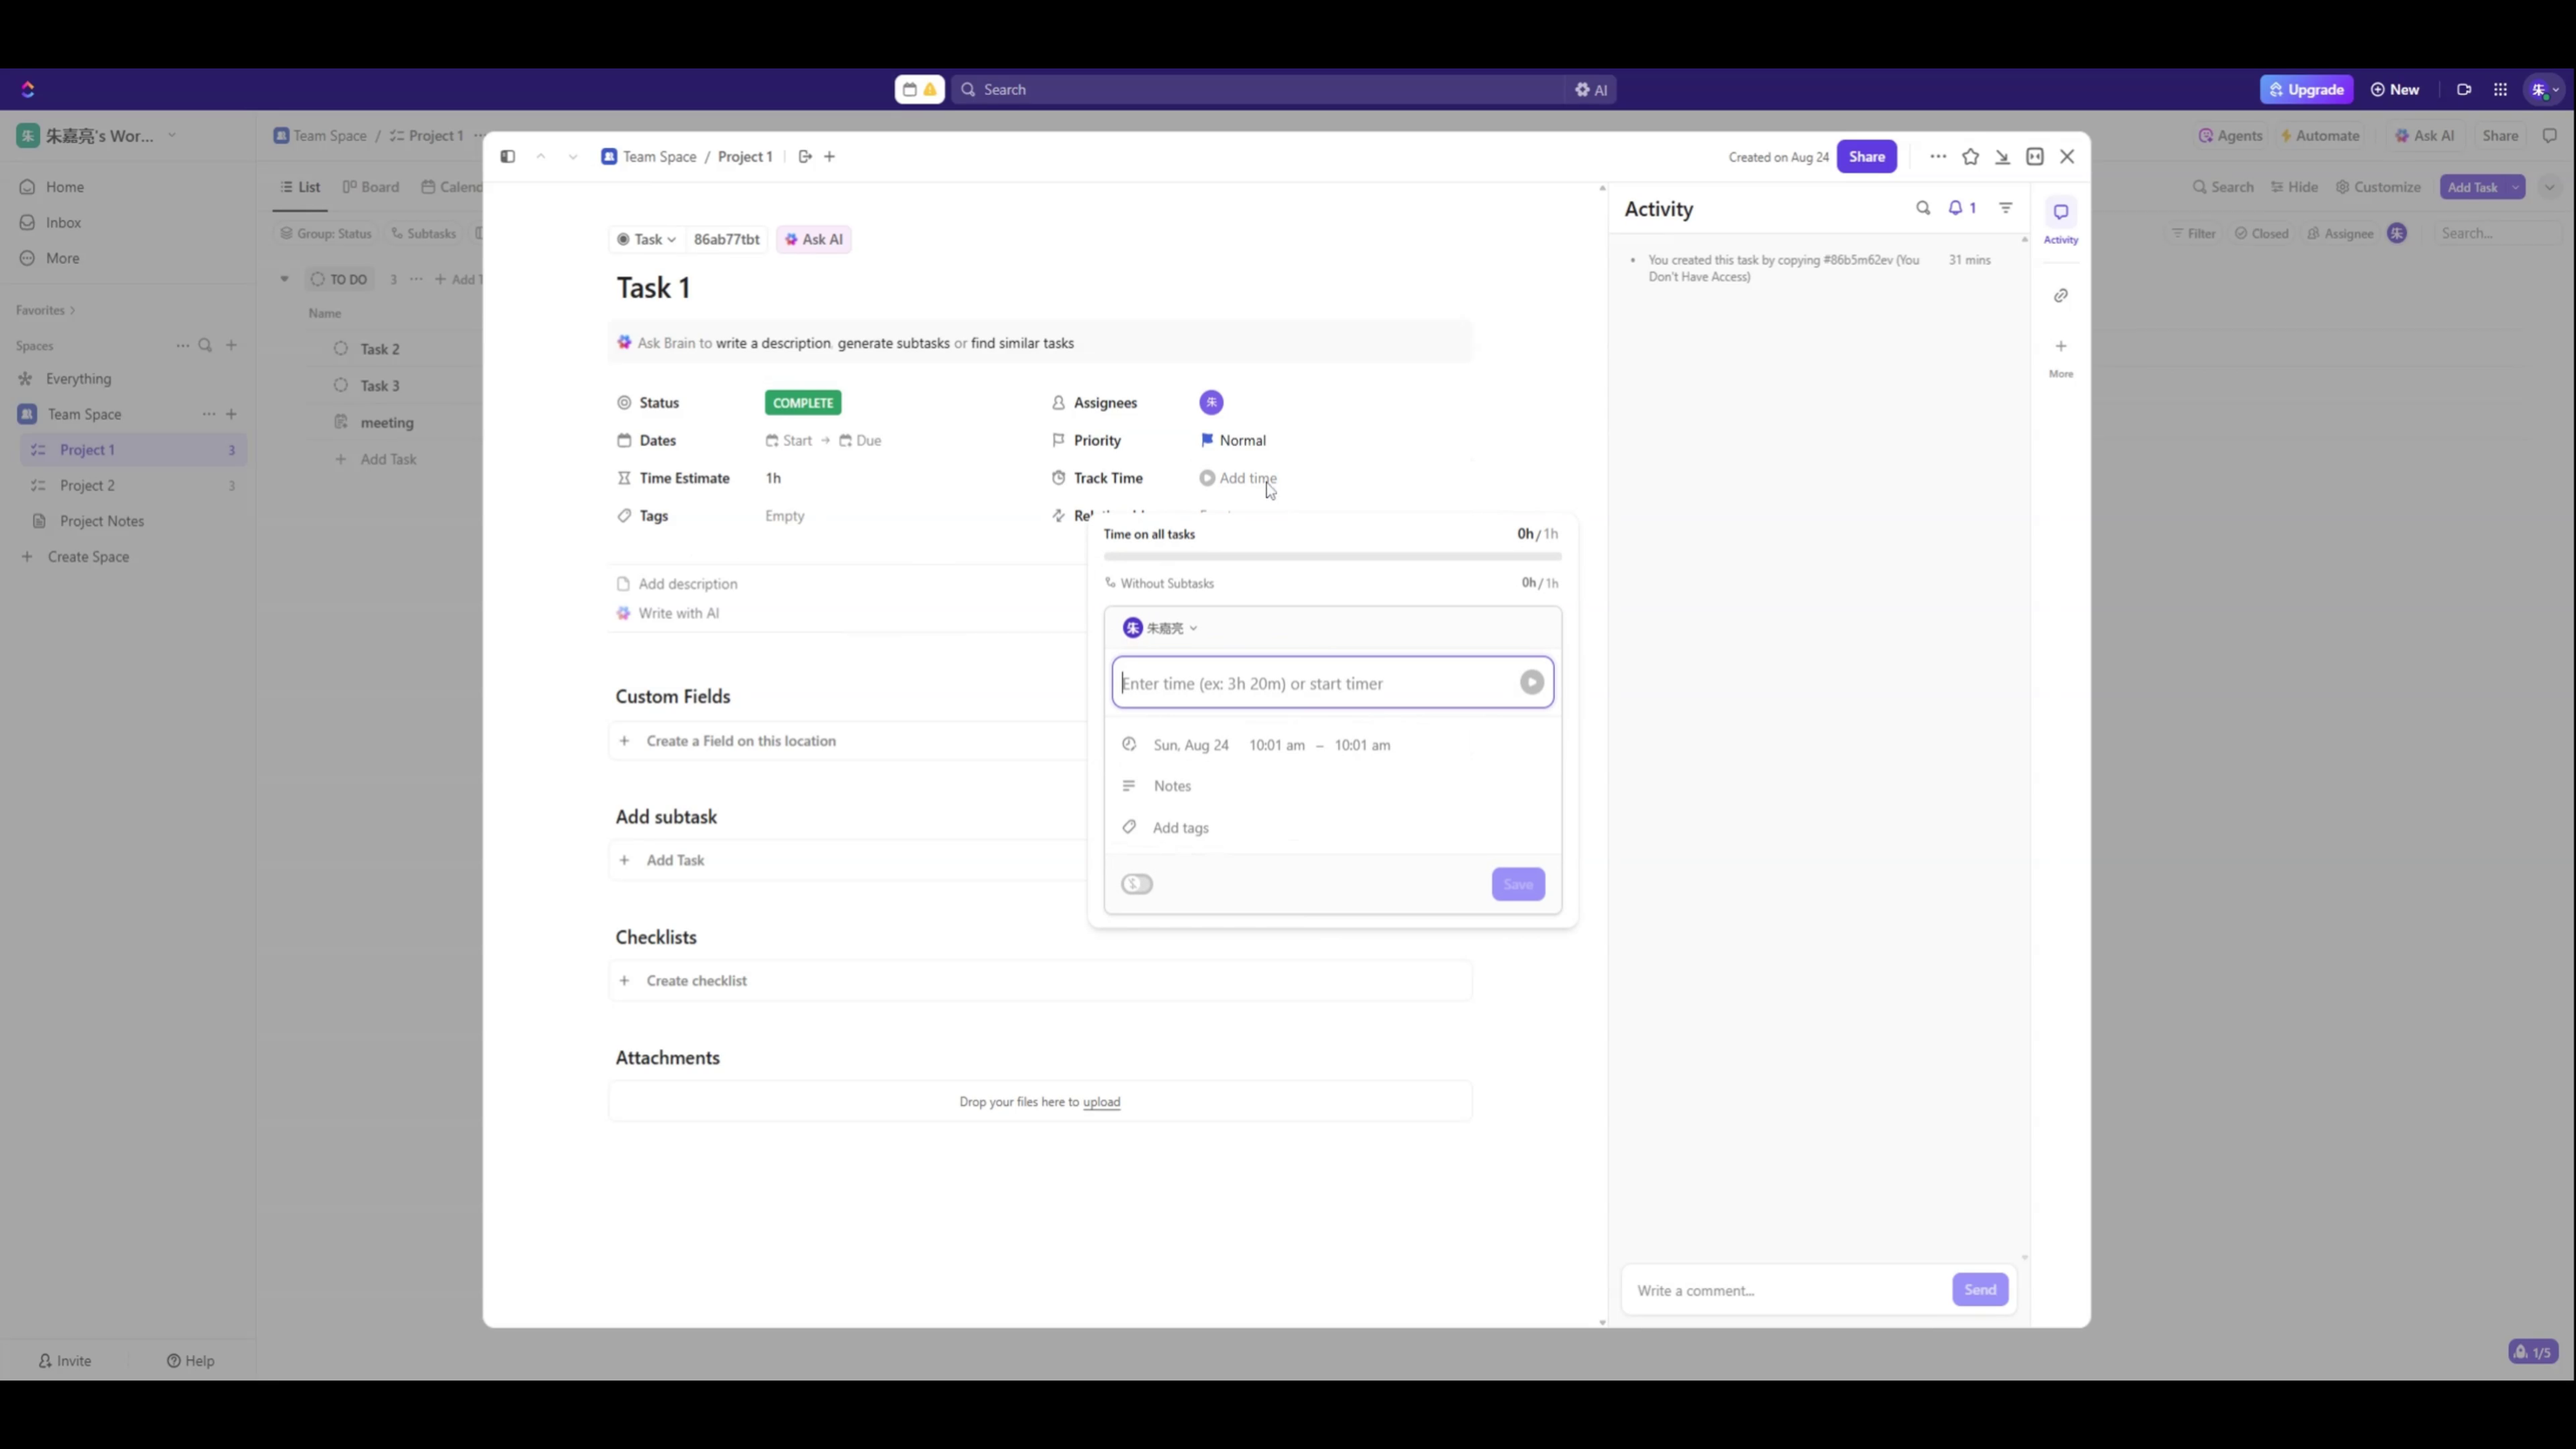 Search
AI
Upgrade
New
朱
朱 朱嘉亮's Wor...
Team Space / Project 1 ...
Agents
Automate
Ask AI
Share
Home
Inbox
More
Favorites
Spaces
Everything
Team Space
Project 1 3
Project 2 3
Project Notes
Create Space
Invite
Help
List
Board
Calend
Search
Hide
Customize
Add Task
Group: Status
Subtasks
Filter
Closed
Assignee
朱
Search...
TO DO 3 ... + Add T
Name
Task 2
Task 3
meeting
Add Task
Team Space / Project 1
Created on Aug 24
Share
Task
86ab77tbt
Ask AI
Task 1
Ask Brain to write a description, generate subtasks or find similar tasks
Status COMPLETE
Assignees 朱
Dates Start → Due
Priority Normal
Time Estimate 1h
Track Time Add time
Tags Empty
Add description
Write with AI
Custom Fields
Create a Field on this location
Add subtask
Add Task
Checklists
Create checklist
Attachments
Drop your files here to upload
Time on all tasks 0h / 1h
Without Subtasks 0h / 1h
朱 朱嘉亮
Enter time (ex: 3h 20m) or start timer
Sun, Aug 24 10:01 am – 10:01 am
Notes
Add tags
Save
Activity
1
You created this task by copying #86b5m62ev (You 31 mins
Don't Have Access)
Activity
More
Write a comment...
Send
1/5